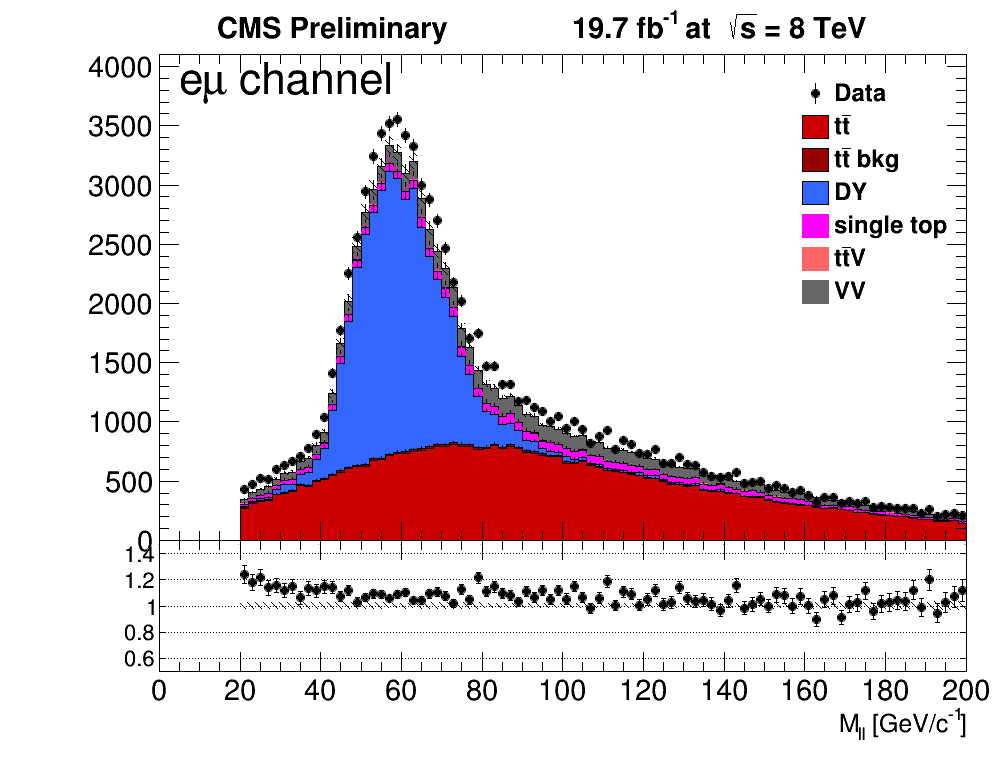 CMS Preliminary 19.7 fb⁻¹ at √s = 8 TeV
eμ channel
Data
tt̄
tt̄ bkg
DY
single top
tt̄V
VV
4000
3500
3000
2500
2000
1500
1000
500
0
1.4
1.2
1
0.8
0.6
0 20 40 60 80 100 120 140 160 180 200
M_ll [GeV/c⁻¹]